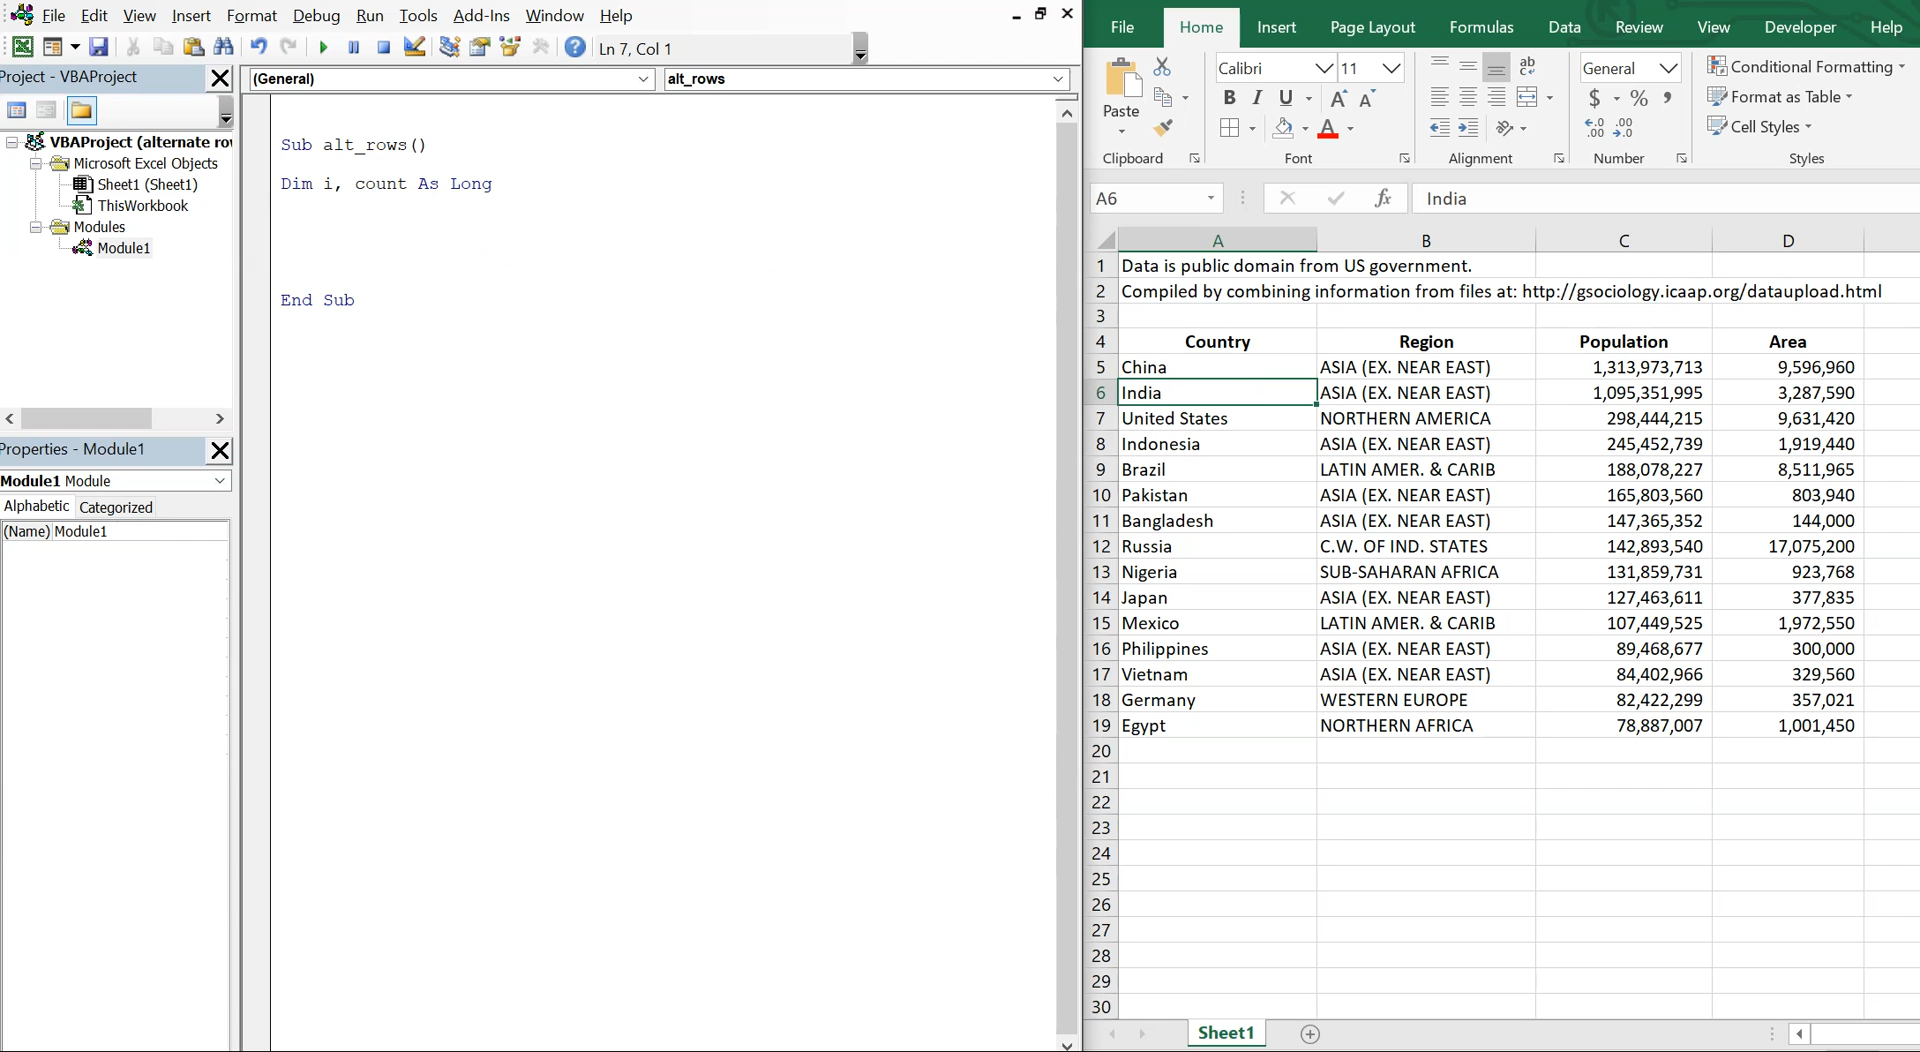 File Edit View Insert Format Debug Run Tools Add-Ins Window Help
Ln 7, Col 1
Project - VBAProject
(General)
alt_rows
VBAProject (alternate ro
Microsoft Excel Objects
Sheet1 (Sheet1)
ThisWorkbook
Modules
Module1
Properties - Module1
Module1 Module
Alphabetic Categorized
(Name) Module1
Sub alt_rows()
Dim i, count As Long
End Sub
File Home Insert Page Layout Formulas Data Review View Developer Help
Paste
Calibri 11
B I U A A
A
ab
General
$ % ,
Conditional Formatting
Format as Table
Cell Styles
Clipboard Font Alignment Number Styles
A6 fx India
A B C D
1 Data is public domain from US government.
2 Compiled by combining information from files at: http://gsociology.icaap.org/dataupload.html
3
4 Country Region Population Area
5 China ASIA (EX. NEAR EAST) 1,313,973,713 9,596,960
6 India ASIA (EX. NEAR EAST) 1,095,351,995 3,287,590
7 United States NORTHERN AMERICA 298,444,215 9,631,420
8 Indonesia ASIA (EX. NEAR EAST) 245,452,739 1,919,440
9 Brazil LATIN AMER. & CARIB 188,078,227 8,511,965
10 Pakistan ASIA (EX. NEAR EAST) 165,803,560 803,940
11 Bangladesh ASIA (EX. NEAR EAST) 147,365,352 144,000
12 Russia C.W. OF IND. STATES 142,893,540 17,075,200
13 Nigeria SUB-SAHARAN AFRICA 131,859,731 923,768
14 Japan ASIA (EX. NEAR EAST) 127,463,611 377,835
15 Mexico LATIN AMER. & CARIB 107,449,525 1,972,550
16 Philippines ASIA (EX. NEAR EAST) 89,468,677 300,000
17 Vietnam ASIA (EX. NEAR EAST) 84,402,966 329,560
18 Germany WESTERN EUROPE 82,422,299 357,021
19 Egypt NORTHERN AFRICA 78,887,007 1,001,450
20
21
22
23
24
25
26
27
28
29
30
Sheet1